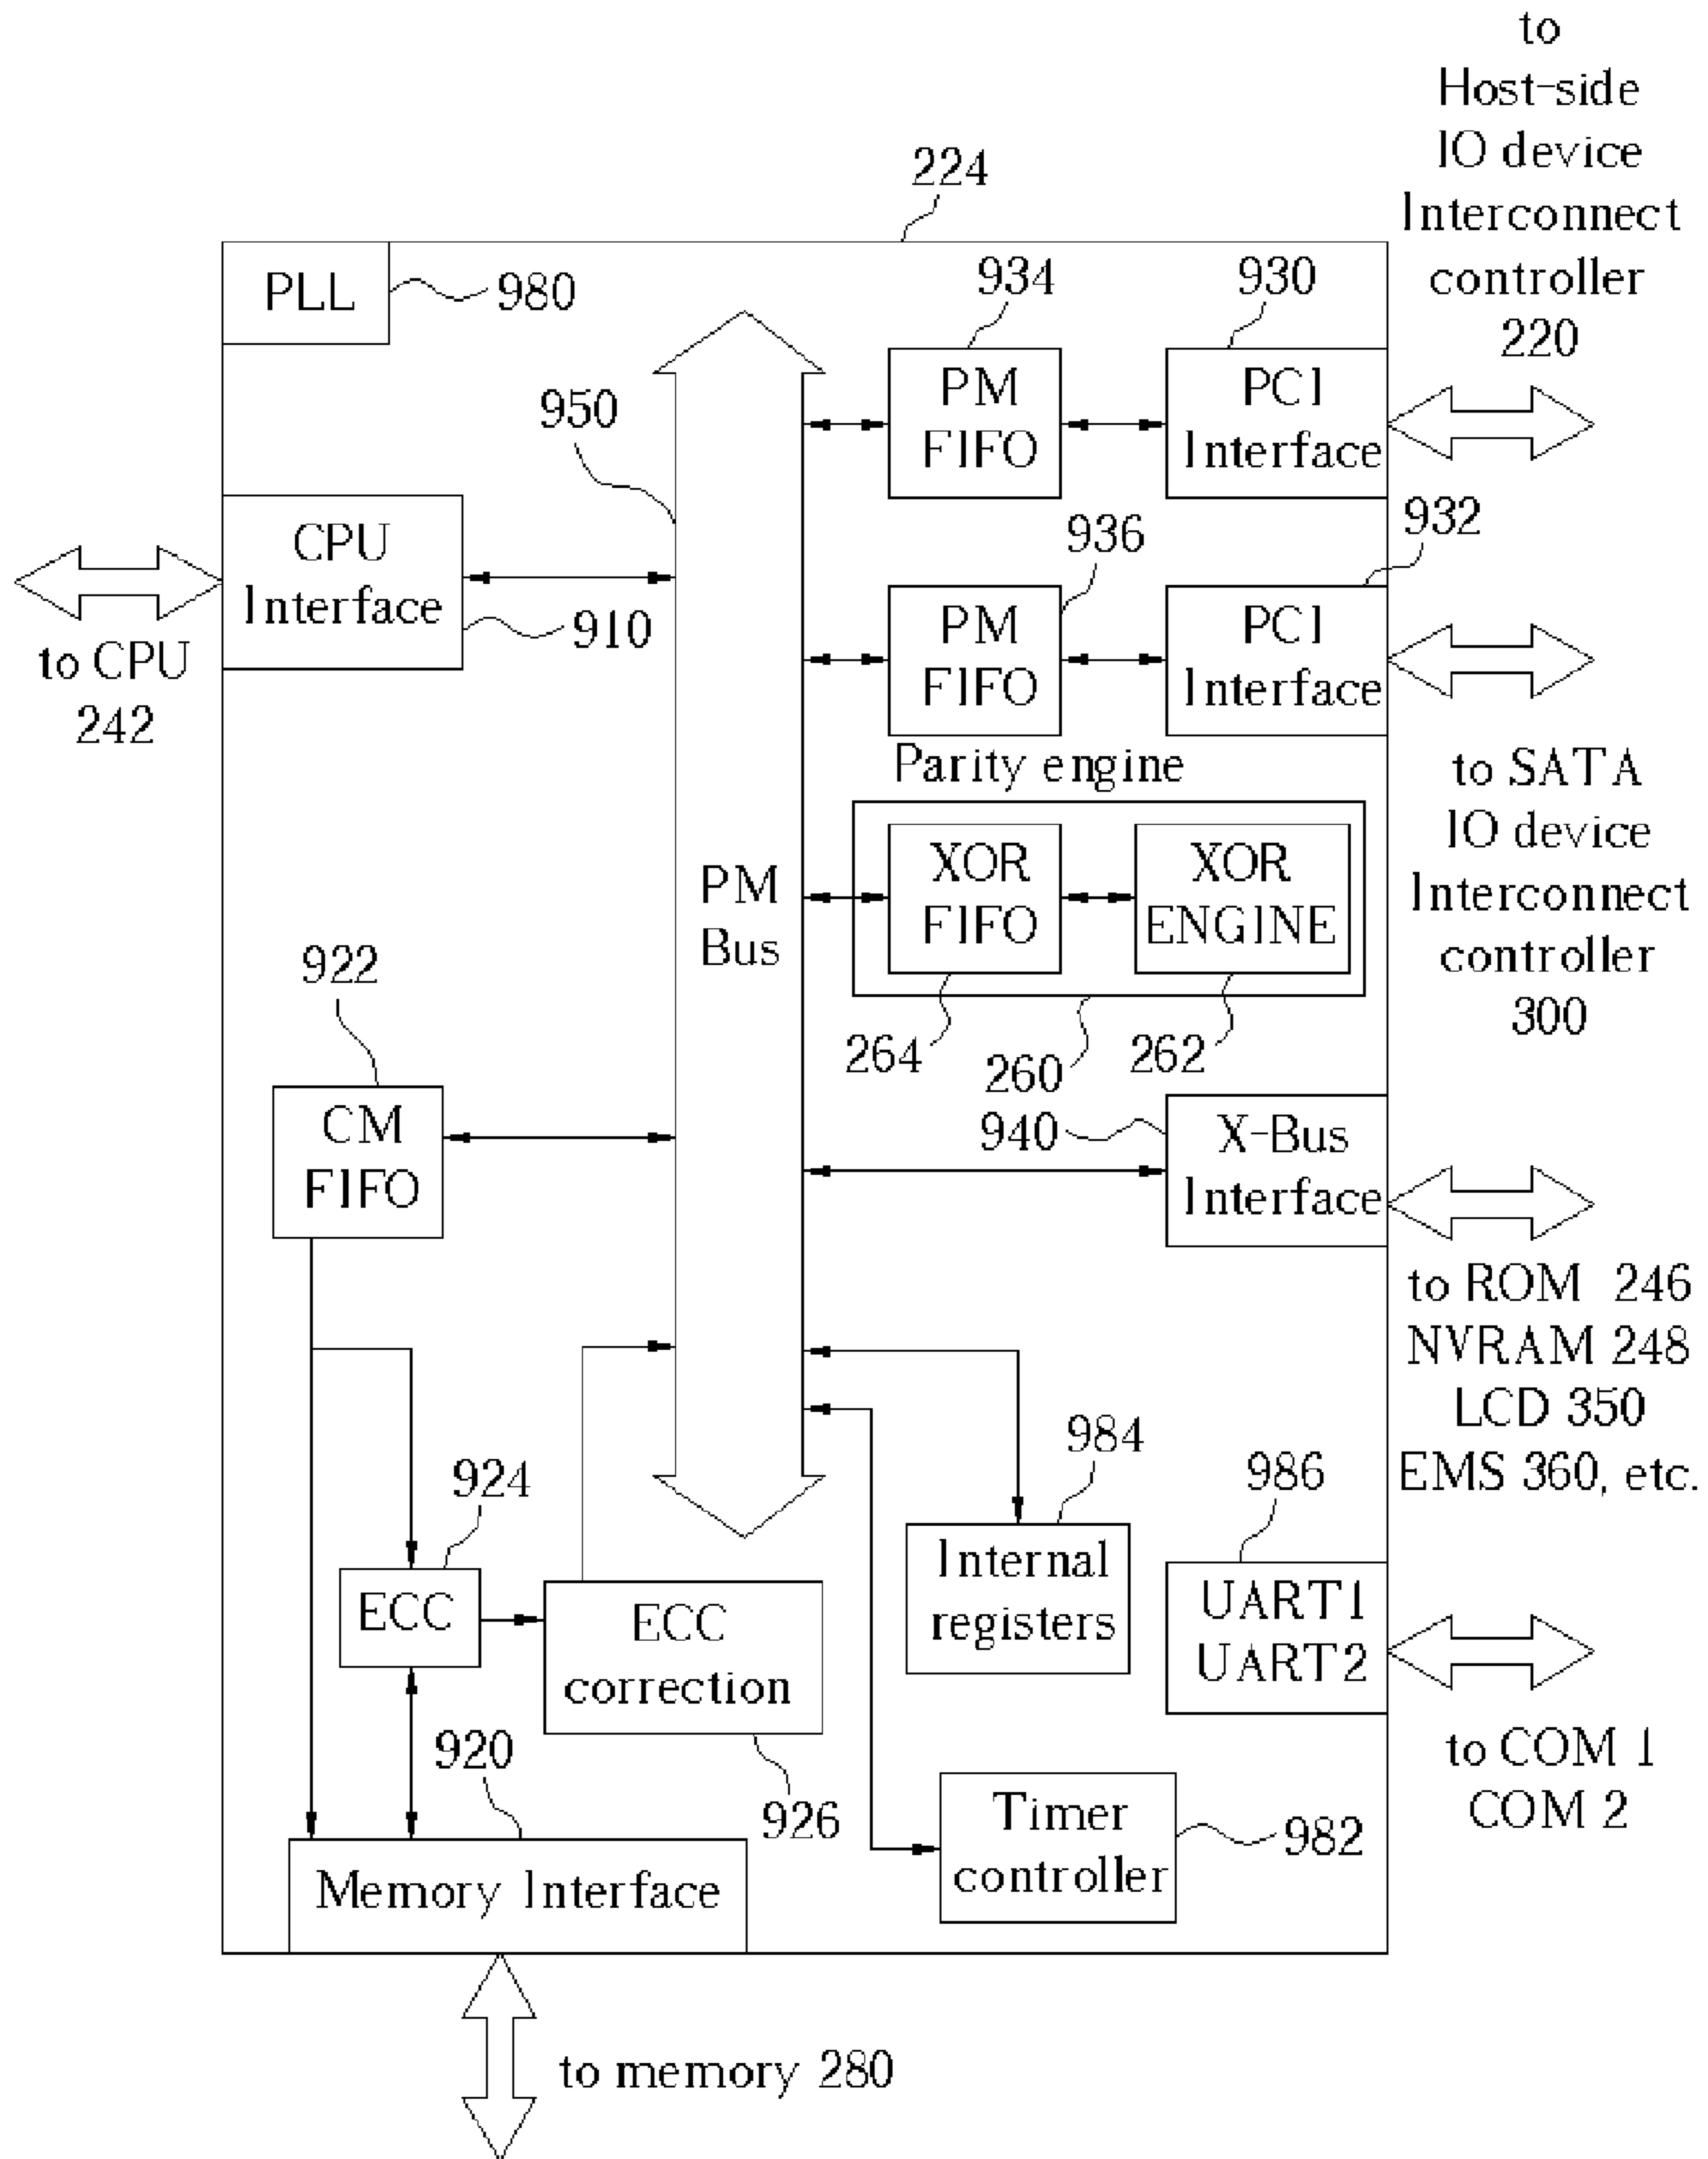 to
Host-side
IO device
Interconnect
controller
220
224
PLL
980
934
930
PM
FIFO
PCI
Interface
950
CPU
Interface
910
to CPU
242
936
932
PM
FIFO
PCI
Interface
to SATA
IO device
Interconnect
controller
300
Parity engine
XOR
FIFO
XOR
ENGINE
264
260
262
PM
Bus
922
CM
FIFO
940
X-Bus
Interface
to ROM 246
NVRAM 248
LCD 350
EMS 360, etc.
984
Internal
registers
986
UART1
UART2
to COM 1
COM 2
924
ECC
ECC
correction
926
920
Memory Interface
Timer
controller
982
to memory 280